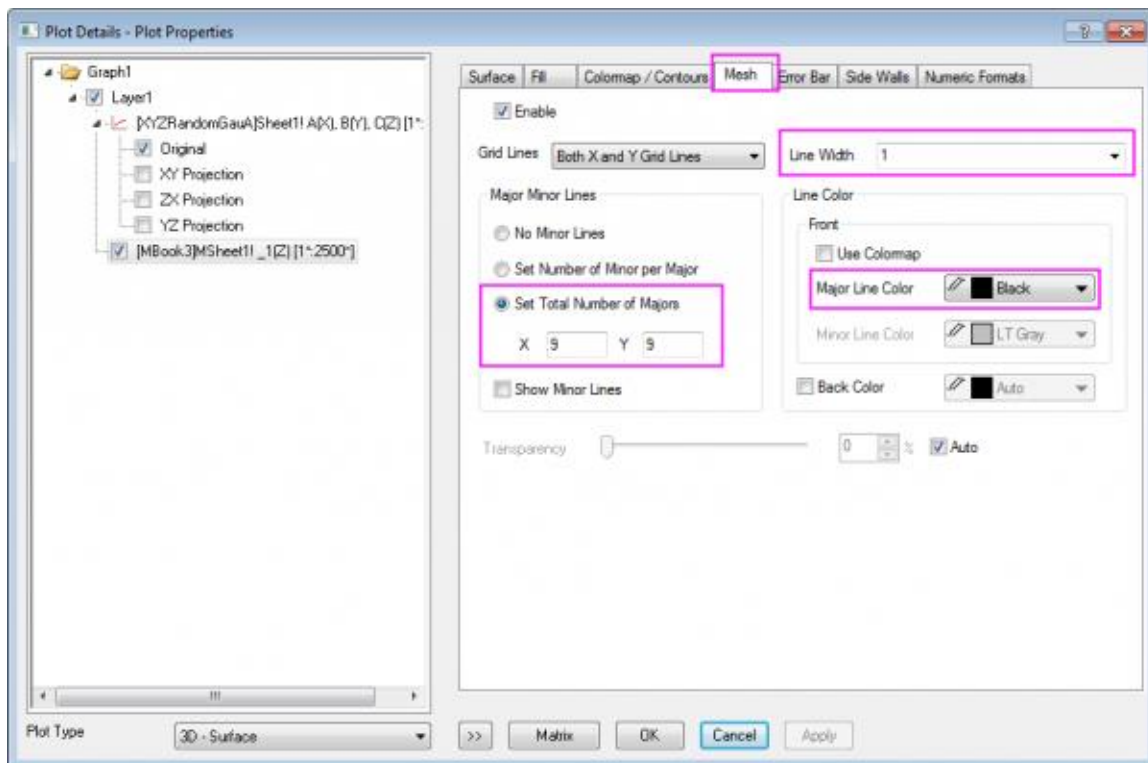 Plot Details - Plot Properties
Graph1
Layer1
[XYZRandomGauA]Sheet1! A(X), B(Y), C(Z) [1*:
Original
XY Projection
ZX Projection
YZ Projection
[MBook3]MSheet1! _1(Z) [1*:2500*]
Plot Type 3D - Surface
Surface Fill Colormap / Contours Mesh Error Bar Side Walls Numeric Formats
Enable
Grid Lines Both X and Y Grid Lines Line Width 1
Major Minor Lines
No Minor Lines
Set Number of Minor per Major
Set Total Number of Majors
X 9 Y 9
Show Minor Lines
Line Color
Front
Use Colormap
Major Line Color Black
Minor Line Color LT Gray
Back Color Auto
Transparency 0 % Auto
>> Matrix OK Cancel Apply